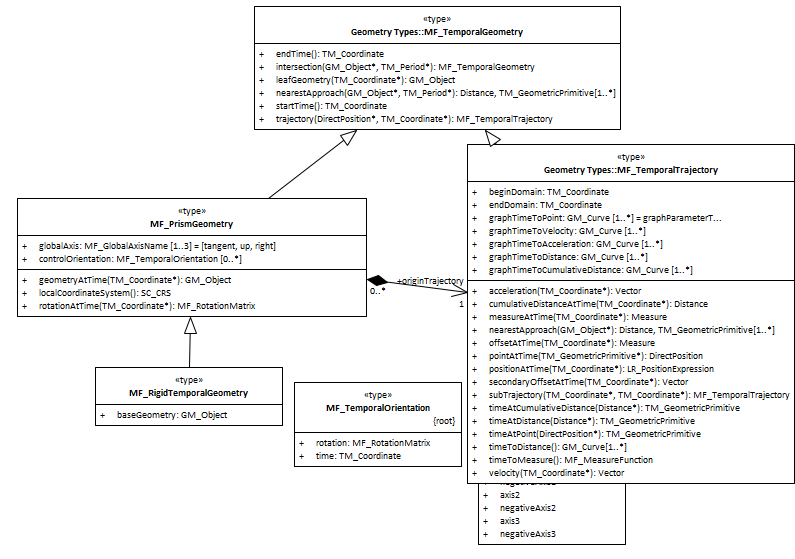 «type»
Geometry Types::MF_TemporalGeometry
+ endTime(): TM_Coordinate
+ intersection(GM_Object*, TM_Period*): MF_TemporalGeometry
+ leafGeometry(TM_Coordinate*): GM_Object
+ nearestApproach(GM_Object*, TM_Period*): Distance, TM_GeometricPrimitive[1..*]
+ startTime(): TM_Coordinate
+ trajectory(DirectPosition*, TM_Coordinate*): MF_TemporalTrajectory
«type»
Geometry Types::MF_TemporalTrajectory
+ beginDomain: TM_Coordinate
+ endDomain: TM_Coordinate
+ graphTimeToPoint: GM_Curve [1..*] = graphParameterT...
+ graphTimeToVelocity: GM_Curve [1..*]
+ graphTimeToAcceleration: GM_Curve [1..*]
+ graphTimeToDistance: GM_Curve [1..*]
+ graphTimeToCumulativeDistance: GM_Curve [1..*]
+ acceleration(TM_Coordinate*): Vector
+ cumulativeDistanceAtTime(TM_Coordinate*): Distance
+ measureAtTime(TM_Coordinate*): Measure
+ nearestApproach(GM_Object*): Distance, TM_GeometricPrimitive[1..*]
+ offsetAtTime(TM_Coordinate*): Measure
+ pointAtTime(TM_GeometricPrimitive*): DirectPosition
+ positionAtTime(TM_Coordinate*): LR_PositionExpression
+ secondaryOffsetAtTime(TM_Coordinate*): Vector
+ subTrajectory(TM_Coordinate*, TM_Coordinate*): MF_TemporalTrajectory
+ timeAtCumulativeDistance(Distance*): TM_GeometricPrimitive
+ timeAtDistance(Distance*): TM_GeometricPrimitive
+ timeAtPoint(DirectPosition*): TM_GeometricPrimitive
+ timeToDistance(): GM_Curve[1..*]
+ timeToMeasure(): MF_MeasureFunction
+ velocity(TM_Coordinate*): Vector
«type»
MF_PrismGeometry
+ globalAxis: MF_GlobalAxisName [1..3] = [tangent, up, right]
+ controlOrientation: MF_TemporalOrientation [0..*]
+ geometryAtTime(TM_Coordinate*): GM_Object
+ localCoordinateSystem(): SC_CRS
+ rotationAtTime(TM_Coordinate*): MF_RotationMatrix
+originTrajectory
0..*
1
«type»
MF_RigidTemporalGeometry
+ baseGeometry: GM_Object
«type»
MF_TemporalOrientation
{root}
+ rotation: MF_RotationMatrix
+ time: TM_Coordinate
+ axis2
+ negativeAxis2
+ axis3
+ negativeAxis3